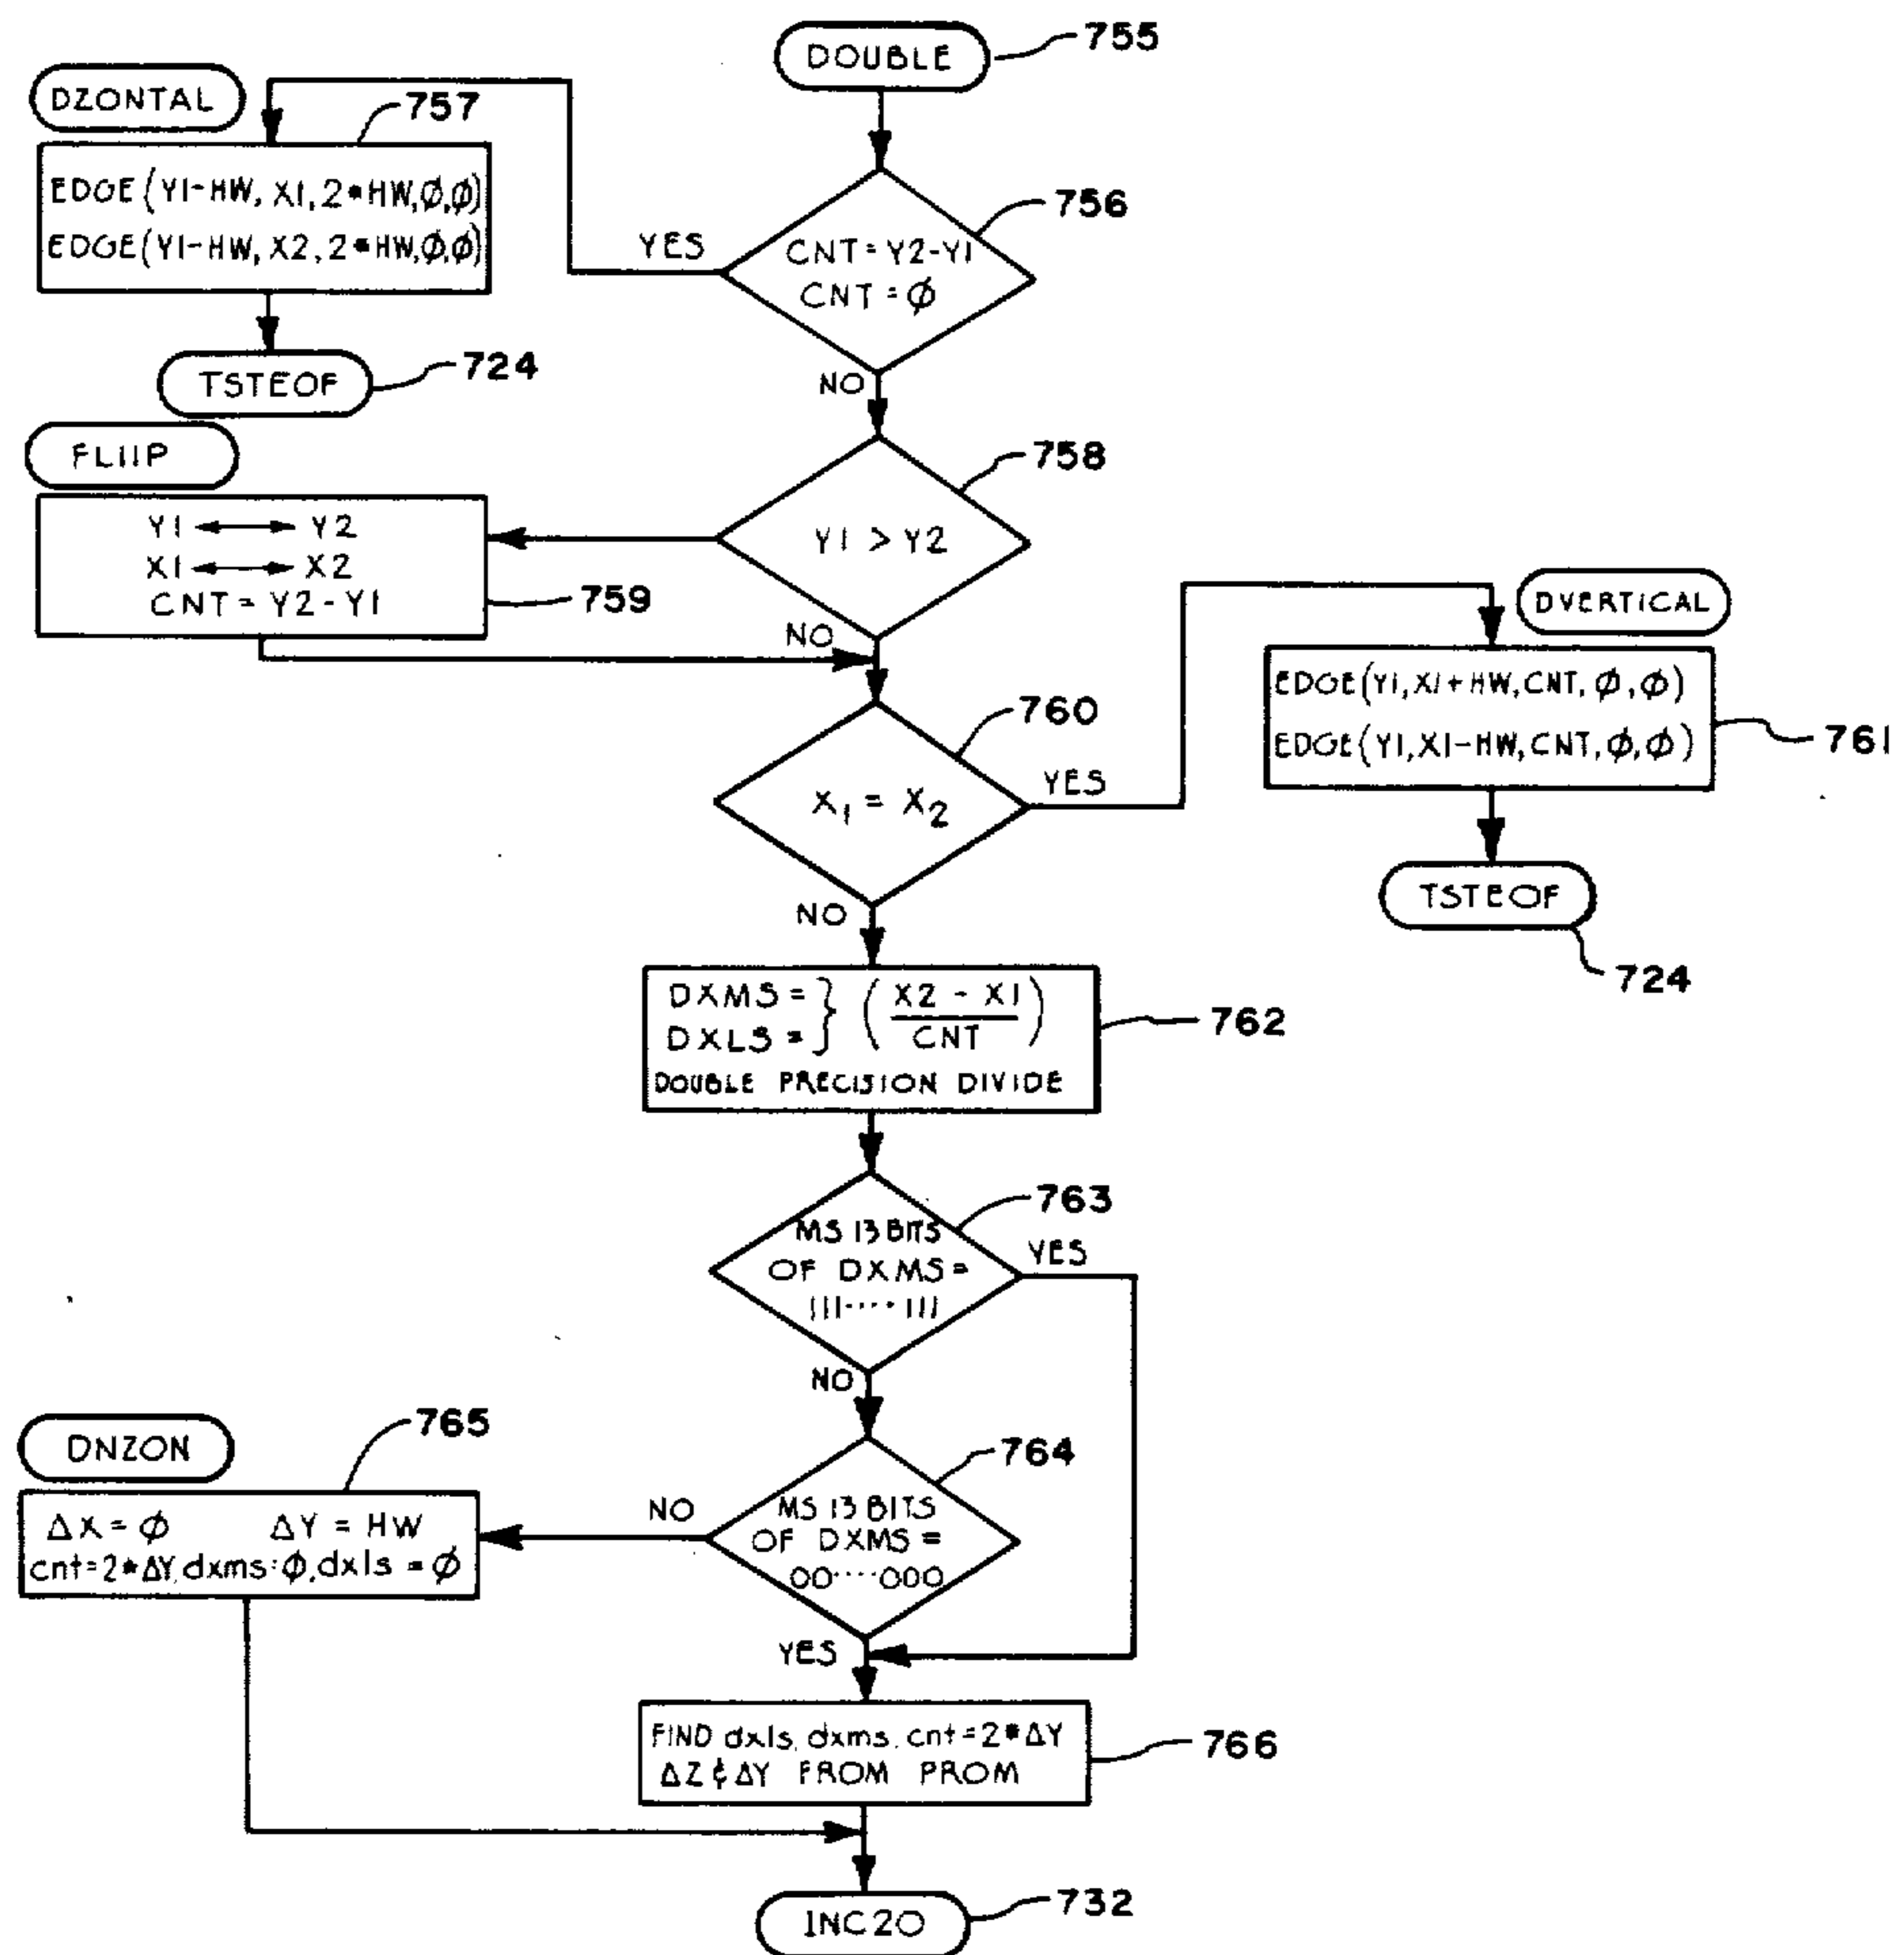 DOUBLE
755
DZONTAL
757
EDGE(Y1-HW, X1, 2*HW,Ø,Ø)
EDGE(Y1-HW, X2, 2*HW,Ø,Ø)
756
CNT = Y2-Y1
CNT = Ø
YES
NO
TSTEOF
724
FLIIP
758
Y1 > Y2
Y1 ↔ Y2
X1 ↔ X2
CNT = Y2 - Y1
759
NO
DVERTICAL
EDGE(Y1, X1+HW, CNT, Ø, Ø)
EDGE(Y1, X1-HW, CNT, Ø, Ø)
761
760
X₁ = X₂
YES
NO
TSTEOF
724
DXMS = } ( X2 - X1 )
DXLS = } CNT
DOUBLE PRECISION DIVIDE
762
763
MS 13 BITS
OF DXMS =
111····111
YES
NO
DNZON
765
ΔX = Ø ΔY = HW
cnt=2*ΔY, dxms:Ø, dxls = Ø
764
MS 13 BITS
OF DXMS =
00····000
NO
YES
FIND dxls, dxms, cnt=2*ΔY
ΔZ & ΔY FROM PROM
766
INC20
732